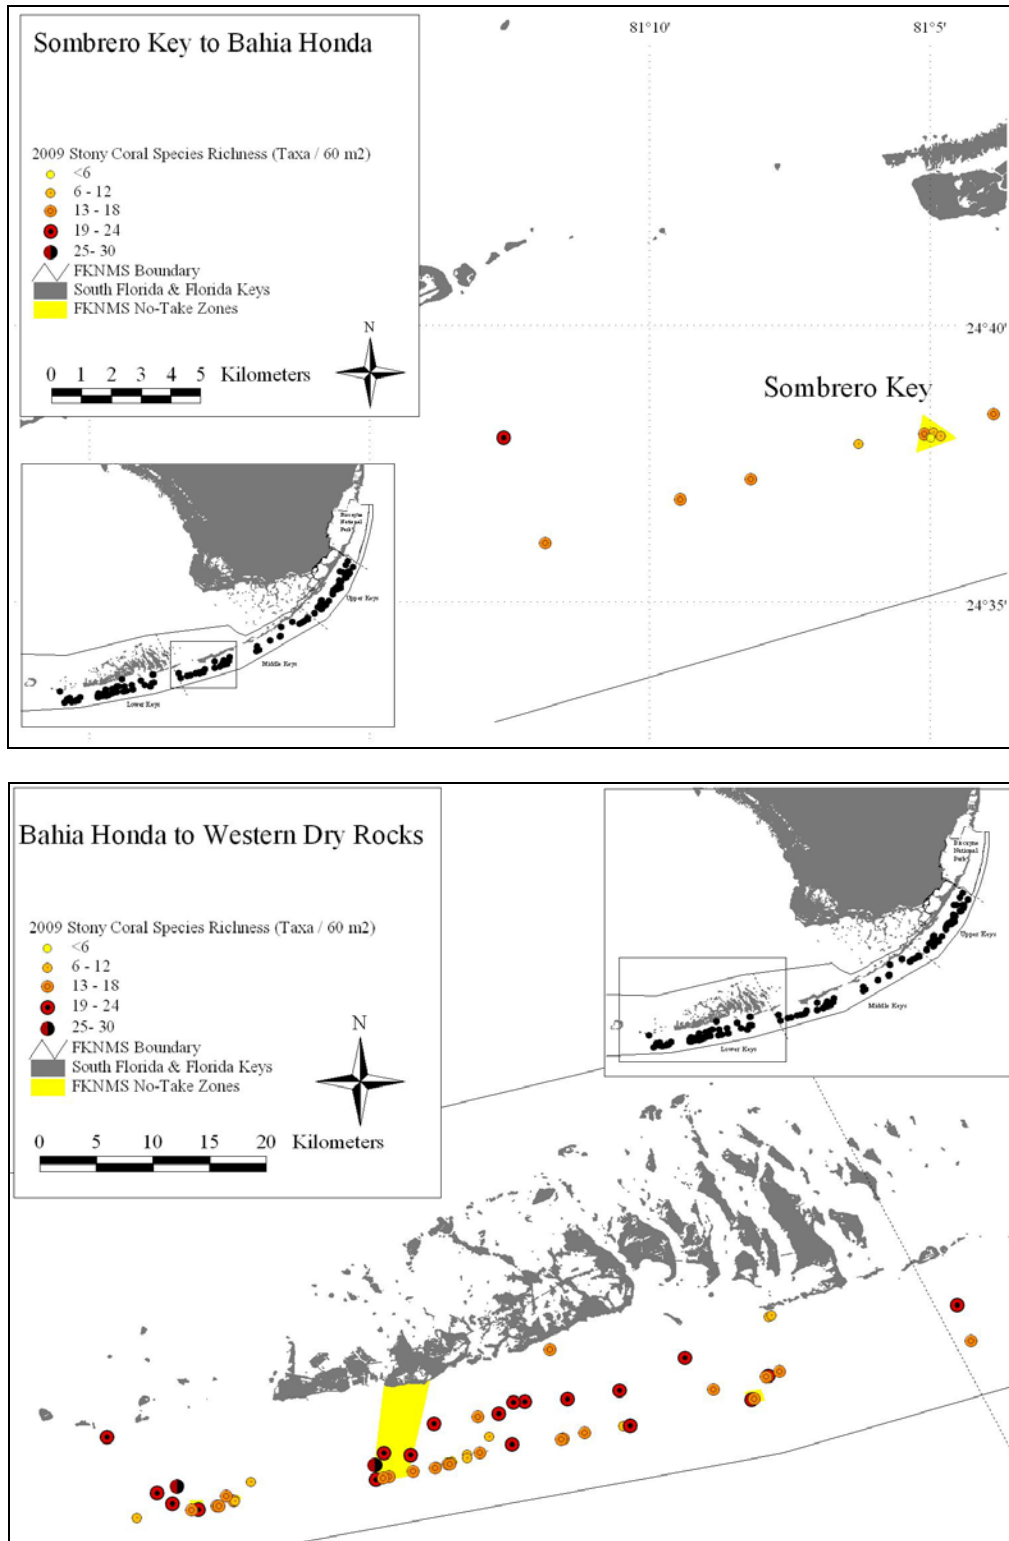 Sombrero Key to Bahia Honda
2009 Stony Coral Species Richness (Taxa / 60 m2)
<6
6 - 12
13 - 18
19 - 24
25- 30
FKNMS Boundary
South Florida & Florida Keys
FKNMS No-Take Zones
N
0 1 2 3 4 5 Kilometers
81°10' 81°5'
24°40'
Sombrero Key
24°35'
Biscayne
National
Park
Upper Keys
Middle Keys
Lower Keys
Bahia Honda to Western Dry Rocks
2009 Stony Coral Species Richness (Taxa / 60 m2)
<6
6 - 12
13 - 18
19 - 24
25- 30
FKNMS Boundary
South Florida & Florida Keys
FKNMS No-Take Zones
N
0 5 10 15 20 Kilometers
Biscayne
National
Park
Upper Keys
Middle Keys
Lower Keys